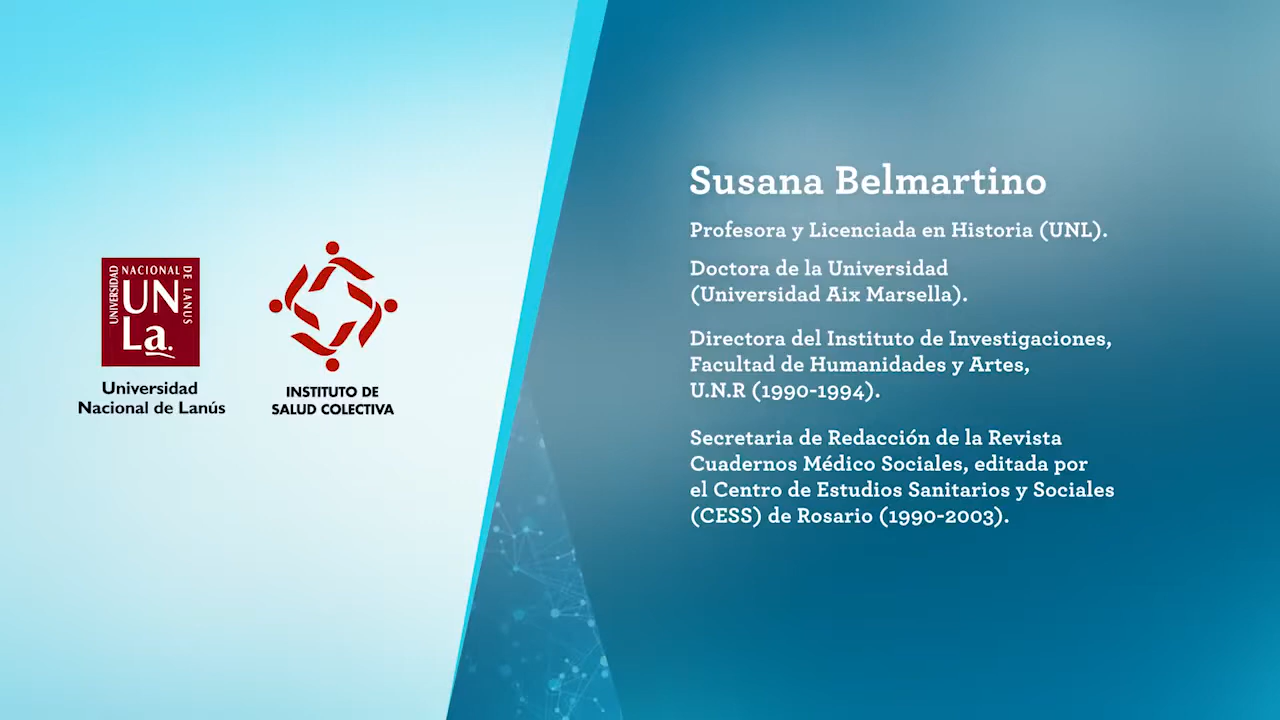 UNIVERSIDAD
NACIONAL
DE LANUS
UN
La.
Universidad
Nacional de Lanús
INSTITUTO DE
SALUD COLECTIVA
Susana Belmartino
Profesora y Licenciada en Historia (UNL).
Doctora de la Universidad
(Universidad Aix Marsella).
Directora del Instituto de Investigaciones,
Facultad de Humanidades y Artes,
U.N.R (1990-1994).
Secretaria de Redacción de la Revista
Cuadernos Médico Sociales, editada por
el Centro de Estudios Sanitarios y Sociales
(CESS) de Rosario (1990-2003).